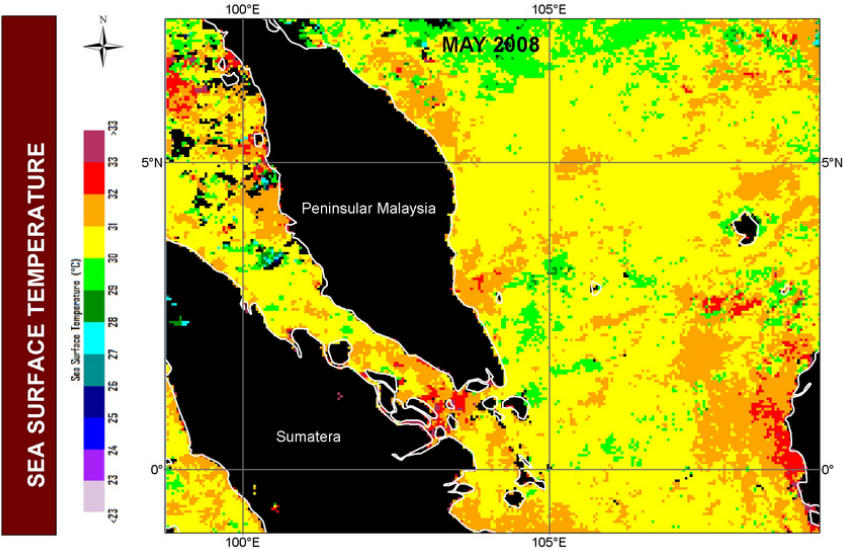 100°E
105°E
N
MAY 2008
SEA SURFACE TEMPERATURE
Sea Surface Temperature (°C)
>33
33
32
31
30
29
28
27
26
25
24
23
<23
5°N
5°N
Peninsular Malaysia
Sumatera
0°
0°
100°E
105°E